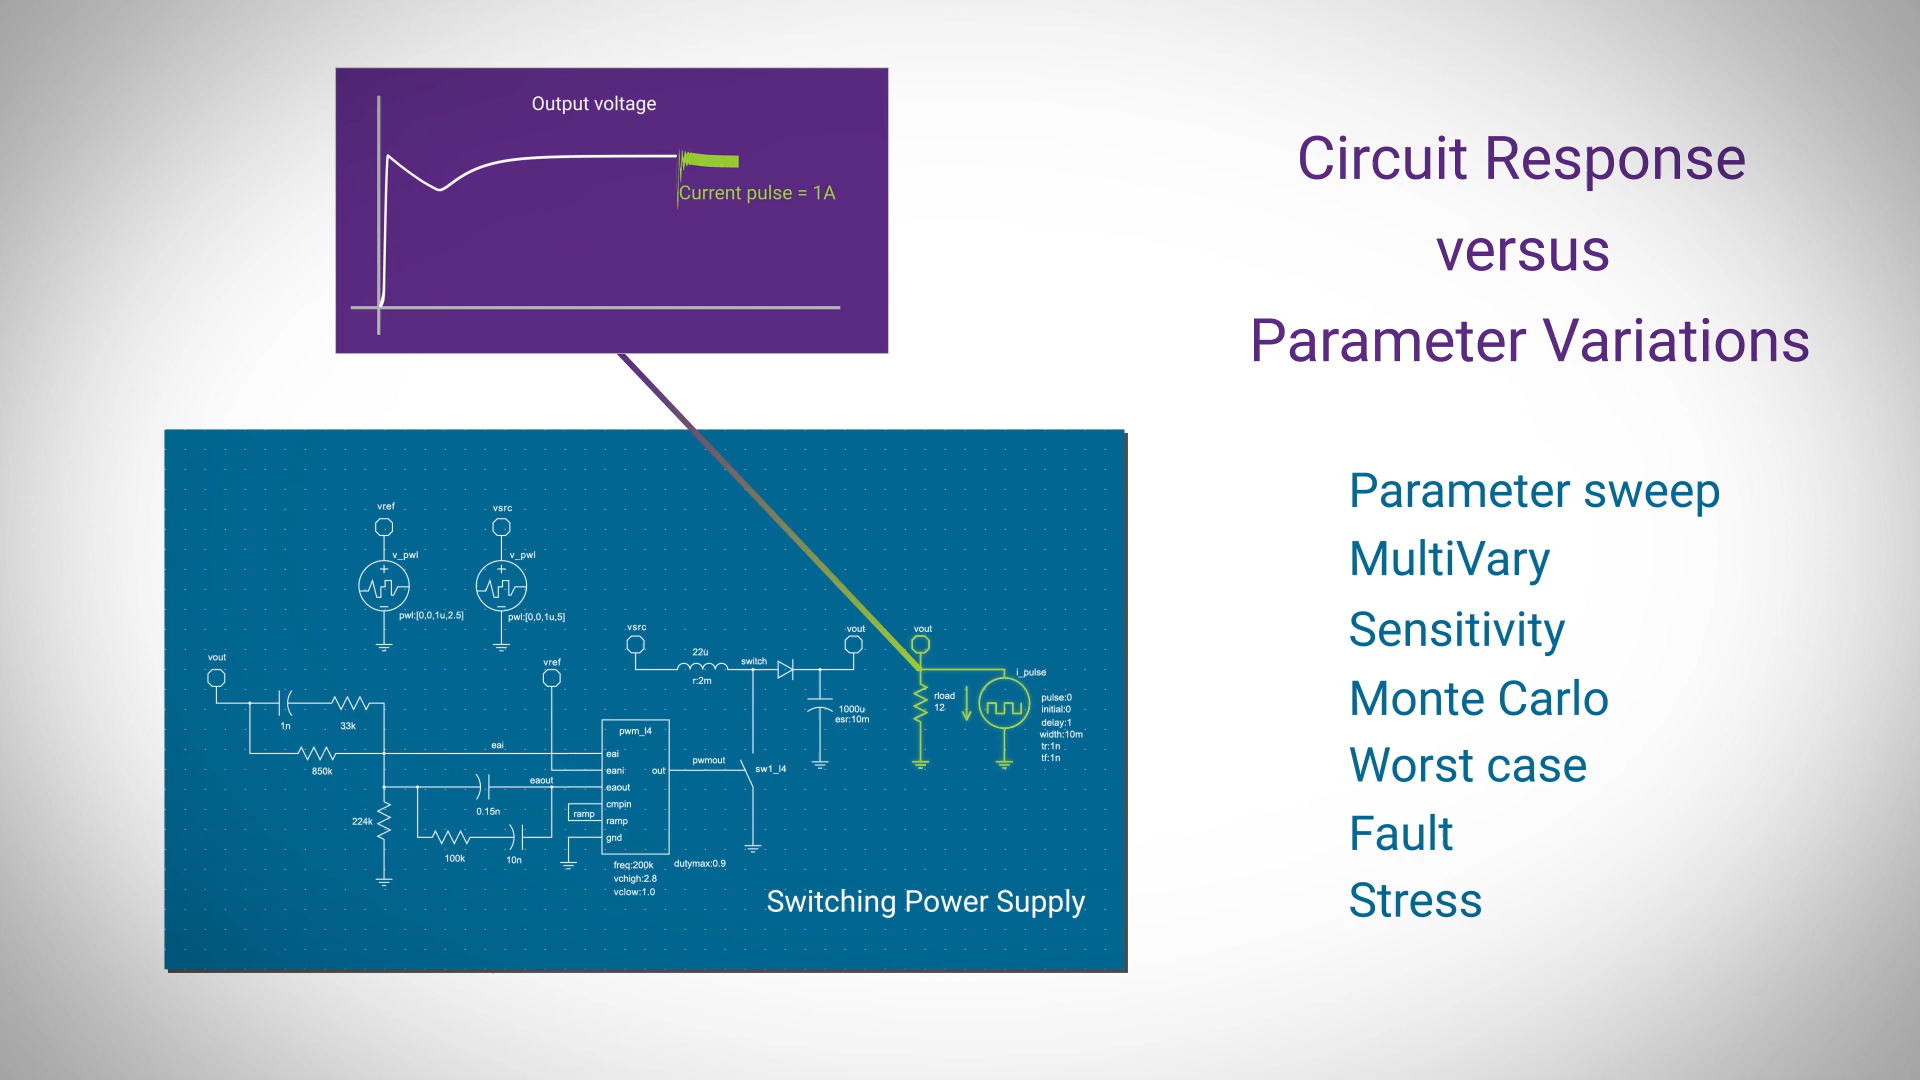 Output voltage
Current pulse = 1A
Circuit Response
versus
Parameter Variations
Parameter sweep
MultiVary
Sensitivity
Monte Carlo
Worst case
Fault
Stress
vref
vsrc
v_pwl
v_pwl
pwl:[0,0,1u,2.5]
pwl:[0,0,1u,5]
vsrc
vout
vout
22u
switch
r:2m
vout
vref
1n
33k
850k
eai
1000u
esr:10m
rload
12
i_pulse
pulse:0
initial:0
delay:1
width:10m
tr:1n
tf:1n
pwm_l4
eai
eani
eaout
cmpin
ramp
gnd
out
pwmout
sw1_l4
eaout
0.15n
ramp
224k
100k
10n
freq:200k
vchigh:2.8
vclow:1.0
dutymax:0.9
Switching Power Supply